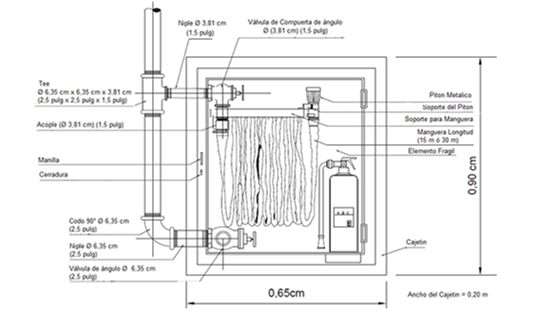 Niple Ø 3,81 cm
(1,5 pulg)
Válvula de Compuerta de ángulo
Ø (3,81 cm) (1,5 pulg)
Tee
Ø 6,35 cm x 6,35 cm x 3,81 cm
(2,5 pulg x 2,5 pulg x 1,5 pulg)
Acople (Ø 3,81 cm) (1,5 pulg)
Manilla
Cerradura
Codo 90° Ø 6,35 cm
(2.5 pulg)
Niple Ø 6,35 cm
(2,5 pulg)
Válvula de ángulo Ø 6,35 cm
(2.5 pulg)
Piton Metalico
Soporte del Piton
Soporte para Manguera
Manguera Longitud
(15 m ó 30 m)
Elemento Fragil
A B C
Cajetin
0,90 cm
0,65cm
Ancho del Cajetin = 0,20 m